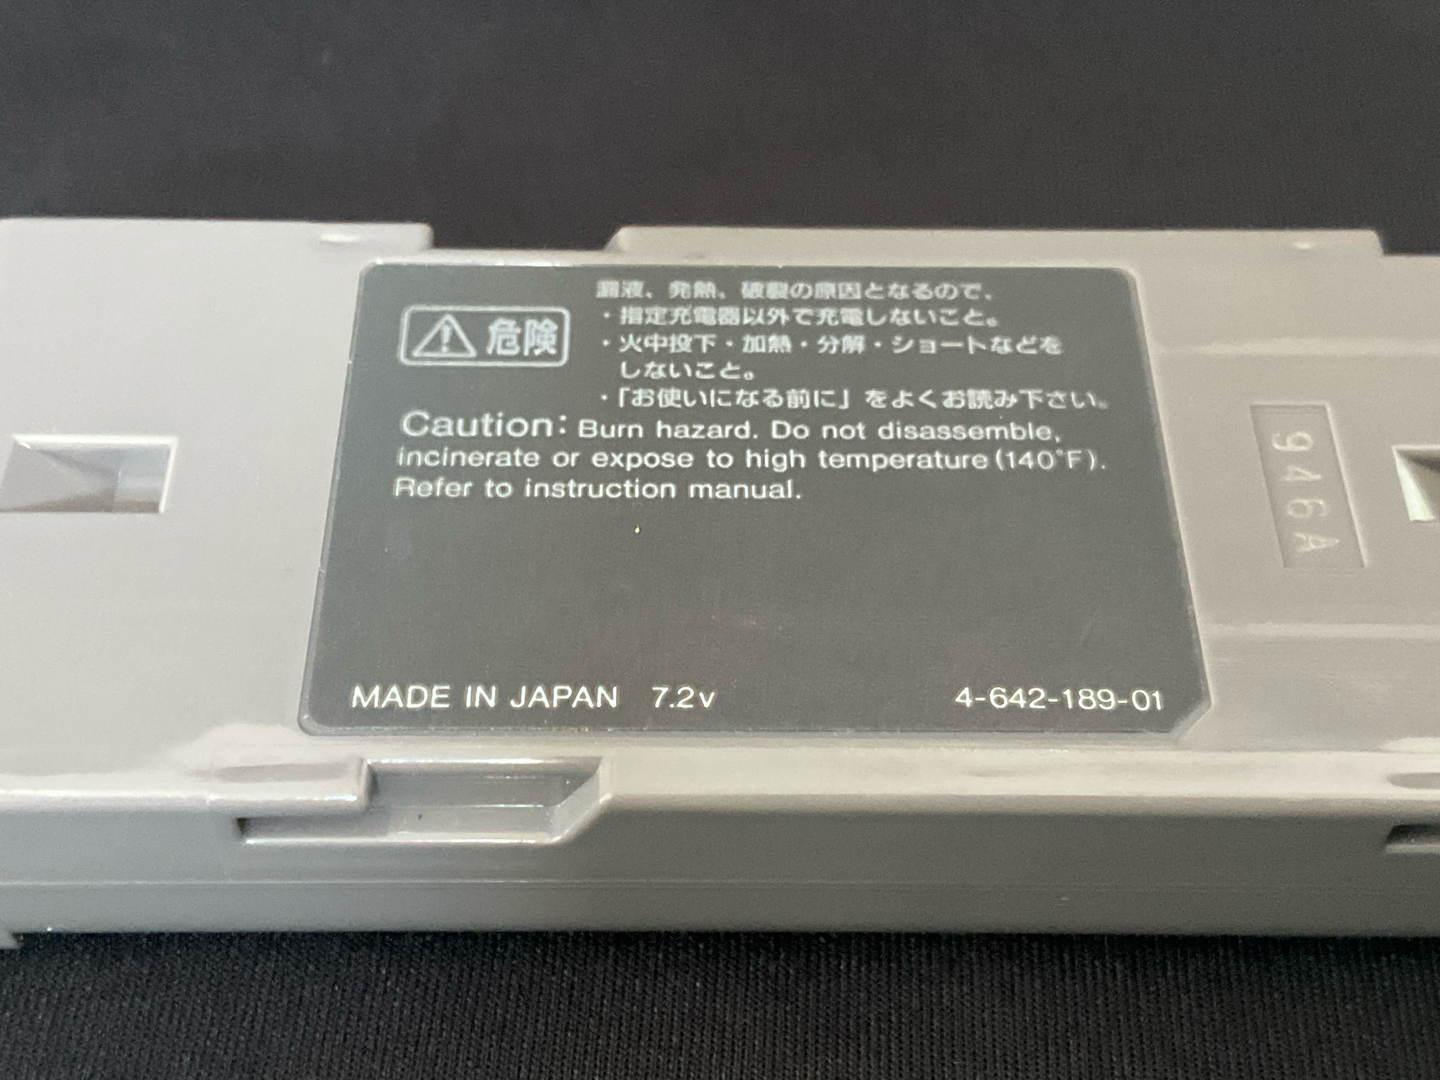 危険
漏液、発熱、破裂の原因となるので、
・指定充電器以外で充電しないこと。
・火中投下・加熱・分解・ショートなどを
しないこと。
・「お使いになる前に」をよくお読み下さい。
Caution: Burn hazard. Do not disassemble,
incinerate or expose to high temperature (140°F).
Refer to instruction manual.
MADE IN JAPAN 7.2v
4-642-189-01
946A